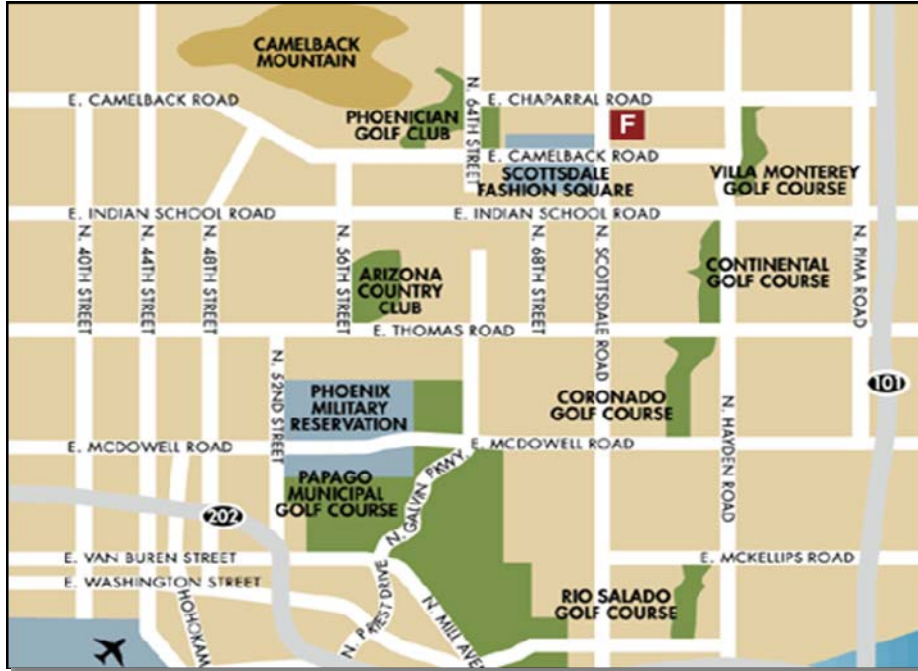 CAMELBACK
MOUNTAIN
E. CAMELBACK ROAD
N. 64TH STREET
E. CHAPARRAL ROAD
PHOENICIAN
GOLF CLUB
F
E. CAMELBACK ROAD
SCOTTSDALE
FASHION SQUARE
VILLA MONTEREY
GOLF COURSE
E. INDIAN SCHOOL ROAD
E. INDIAN SCHOOL ROAD
N. 40TH STREET
N. 44TH STREET
N. 48TH STREET
N. 56TH STREET
N. 68TH STREET
N. SCOTTSDALE ROAD
N. PIMA ROAD
ARIZONA
COUNTRY
CLUB
CONTINENTAL
GOLF COURSE
E. THOMAS ROAD
N. 52ND STREET
PHOENIX
MILITARY
RESERVATION
CORONADO
GOLF COURSE
101
N. HAYDEN ROAD
E. MCDOWELL ROAD
E. MCDOWELL ROAD
PAPAGO
MUNICIPAL
GOLF COURSE
N. GALVIN PKWY.
202
E. VAN BUREN STREET
E. MCKELLIPS ROAD
E. WASHINGTON STREET
HOHOKAM
N. PRIEST DRIVE
N. MILL AVE
RIO SALADO
GOLF COURSE